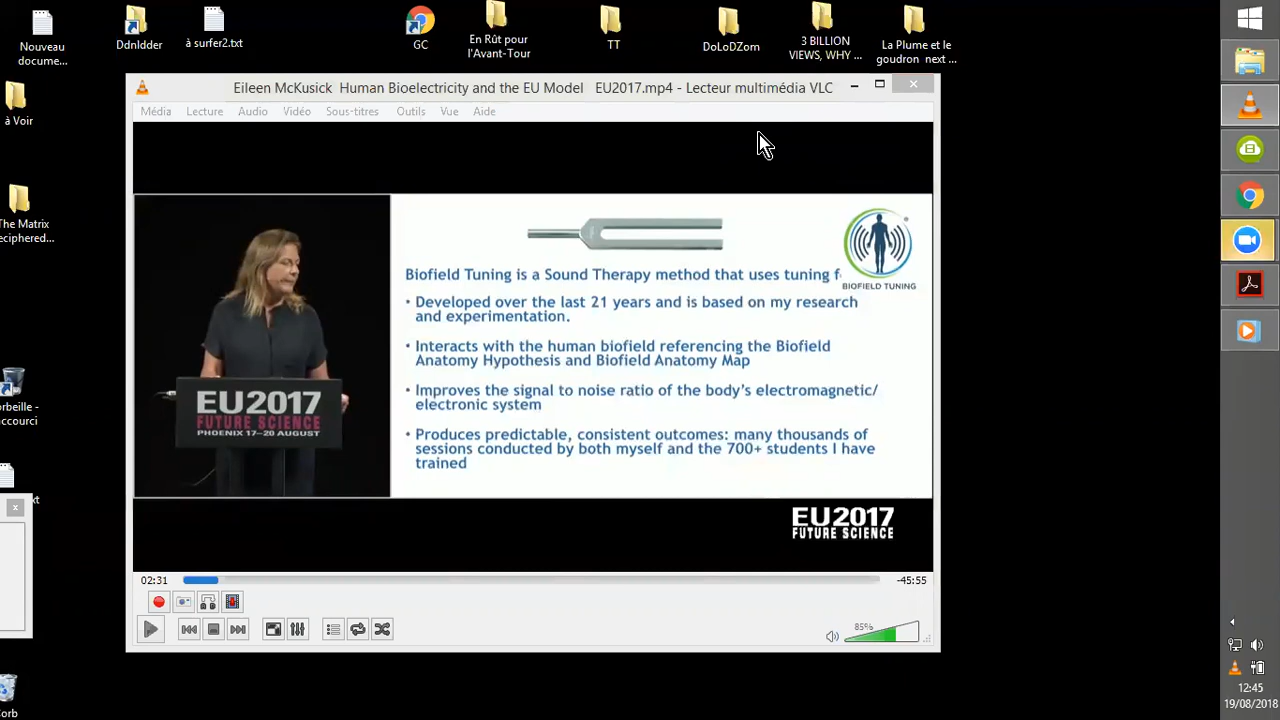 Nouveau
docume...
Ddnldder
à surfer2.txt
GC
En Rût pour
l'Avant-Tour
TT
DoLoDZom
3 BILLION
VIEWS, WHY ...
La Plume et le
goudron next ...
à Voir
The Matrix
eciphered...
orbeille -
accourci
xt
Corb
Eileen McKusick Human Bioelectricity and the EU Model EU2017.mp4 - Lecteur multimédia VLC
Média Lecture Audio Vidéo Sous-titres Outils Vue Aide
BIOFIELD TUNING
Biofield Tuning is a Sound Therapy method that uses tuning f
• Developed over the last 21 years and is based on my research
and experimentation.
• Interacts with the human biofield referencing the Biofield
Anatomy Hypothesis and Biofield Anatomy Map
• Improves the signal to noise ratio of the body's electromagnetic/
electronic system
• Produces predictable, consistent outcomes: many thousands of
sessions conducted by both myself and the 700+ students I have
trained
EU2017
FUTURE SCIENCE
PHOENIX 17–20 AUGUST
EU2017
FUTURE SCIENCE
02:31
-45:55
85%
12:45
19/08/2018